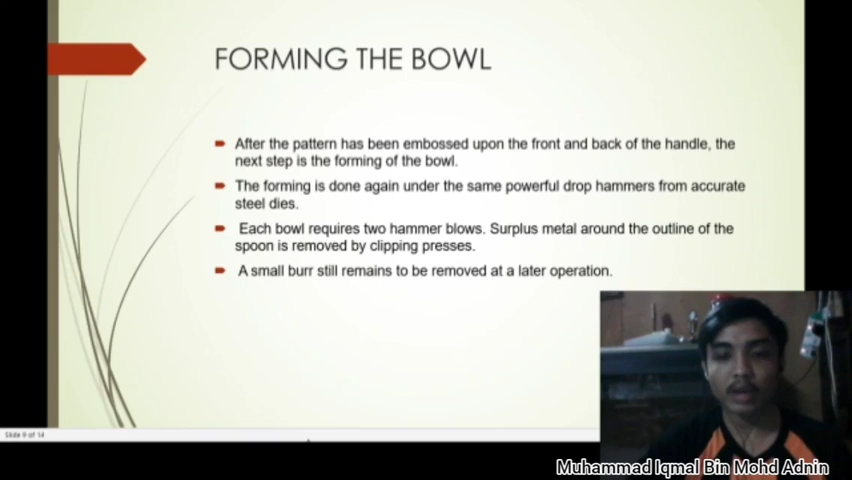 FORMING THE BOWL
After the pattern has been embossed upon the front and back of the handle, the
next step is the forming of the bowl.
The forming is done again under the same powerful drop hammers from accurate
steel dies.
Each bowl requires two hammer blows. Surplus metal around the outline of the
spoon is removed by clipping presses.
A small burr still remains to be removed at a later operation.
Slide 9 of 14
Muhammad Iqmal Bin Mohd Adnin